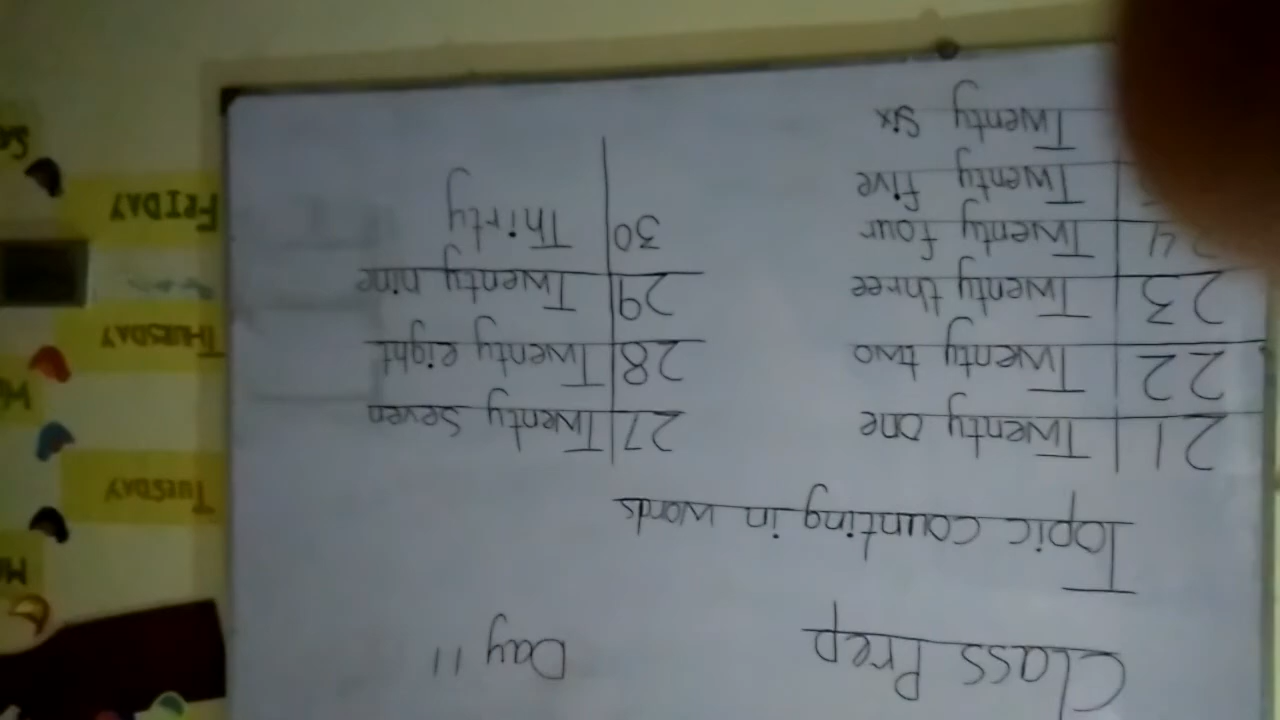 Class Prep Day 11
Topic counting in words
21 Twenty one
22 Twenty two
23 Twenty three
24 Twenty four
Twenty five
Twenty six
27 Twenty seven
28 Twenty eight
29 Twenty nine
30 Thirty
TUESDAY
THURSDAY
FRIDAY